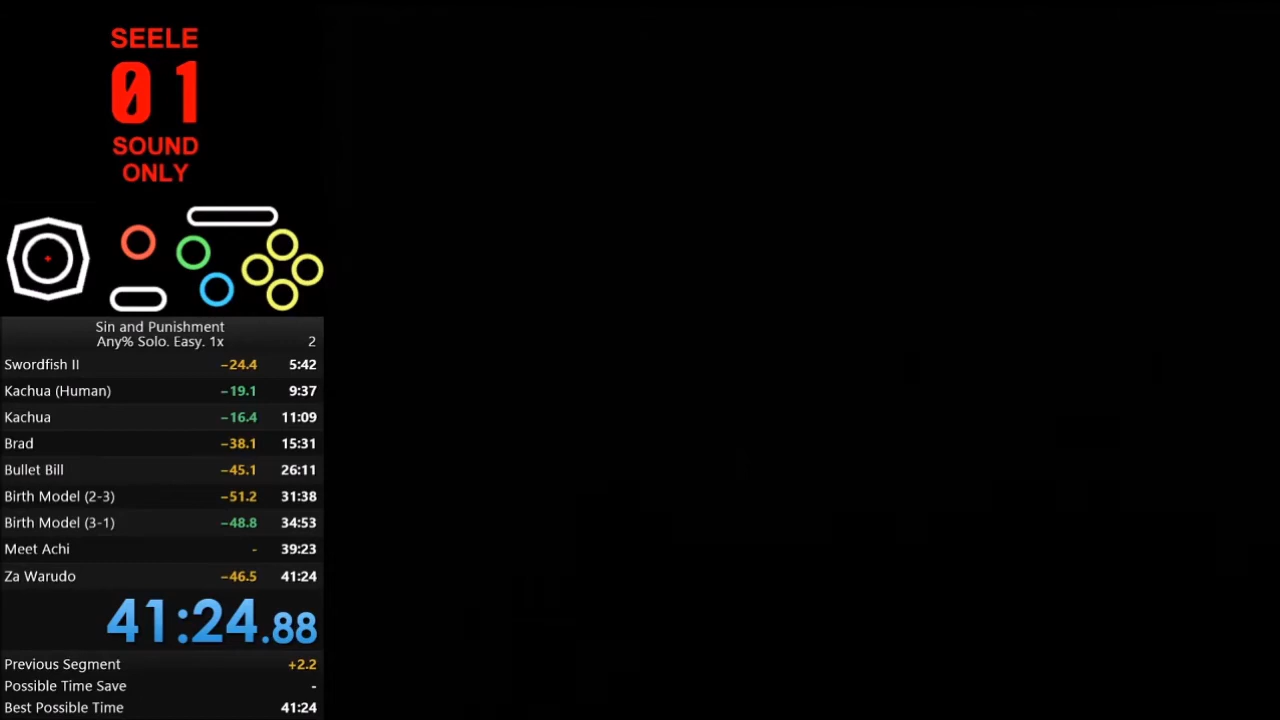 SEELE
01
SOUND
ONLY
Sin and Punishment
Any% Solo. Easy. 1x 2
Swordfish II -24.4 5:42
Kachua (Human) -19.1 9:37
Kachua -16.4 11:09
Brad -38.1 15:31
Bullet Bill -45.1 26:11
Birth Model (2-3) -51.2 31:38
Birth Model (3-1) -48.8 34:53
Meet Achi - 39:23
Za Warudo -46.5 41:24
41:24.88
Previous Segment +2.2
Possible Time Save -
Best Possible Time 41:24